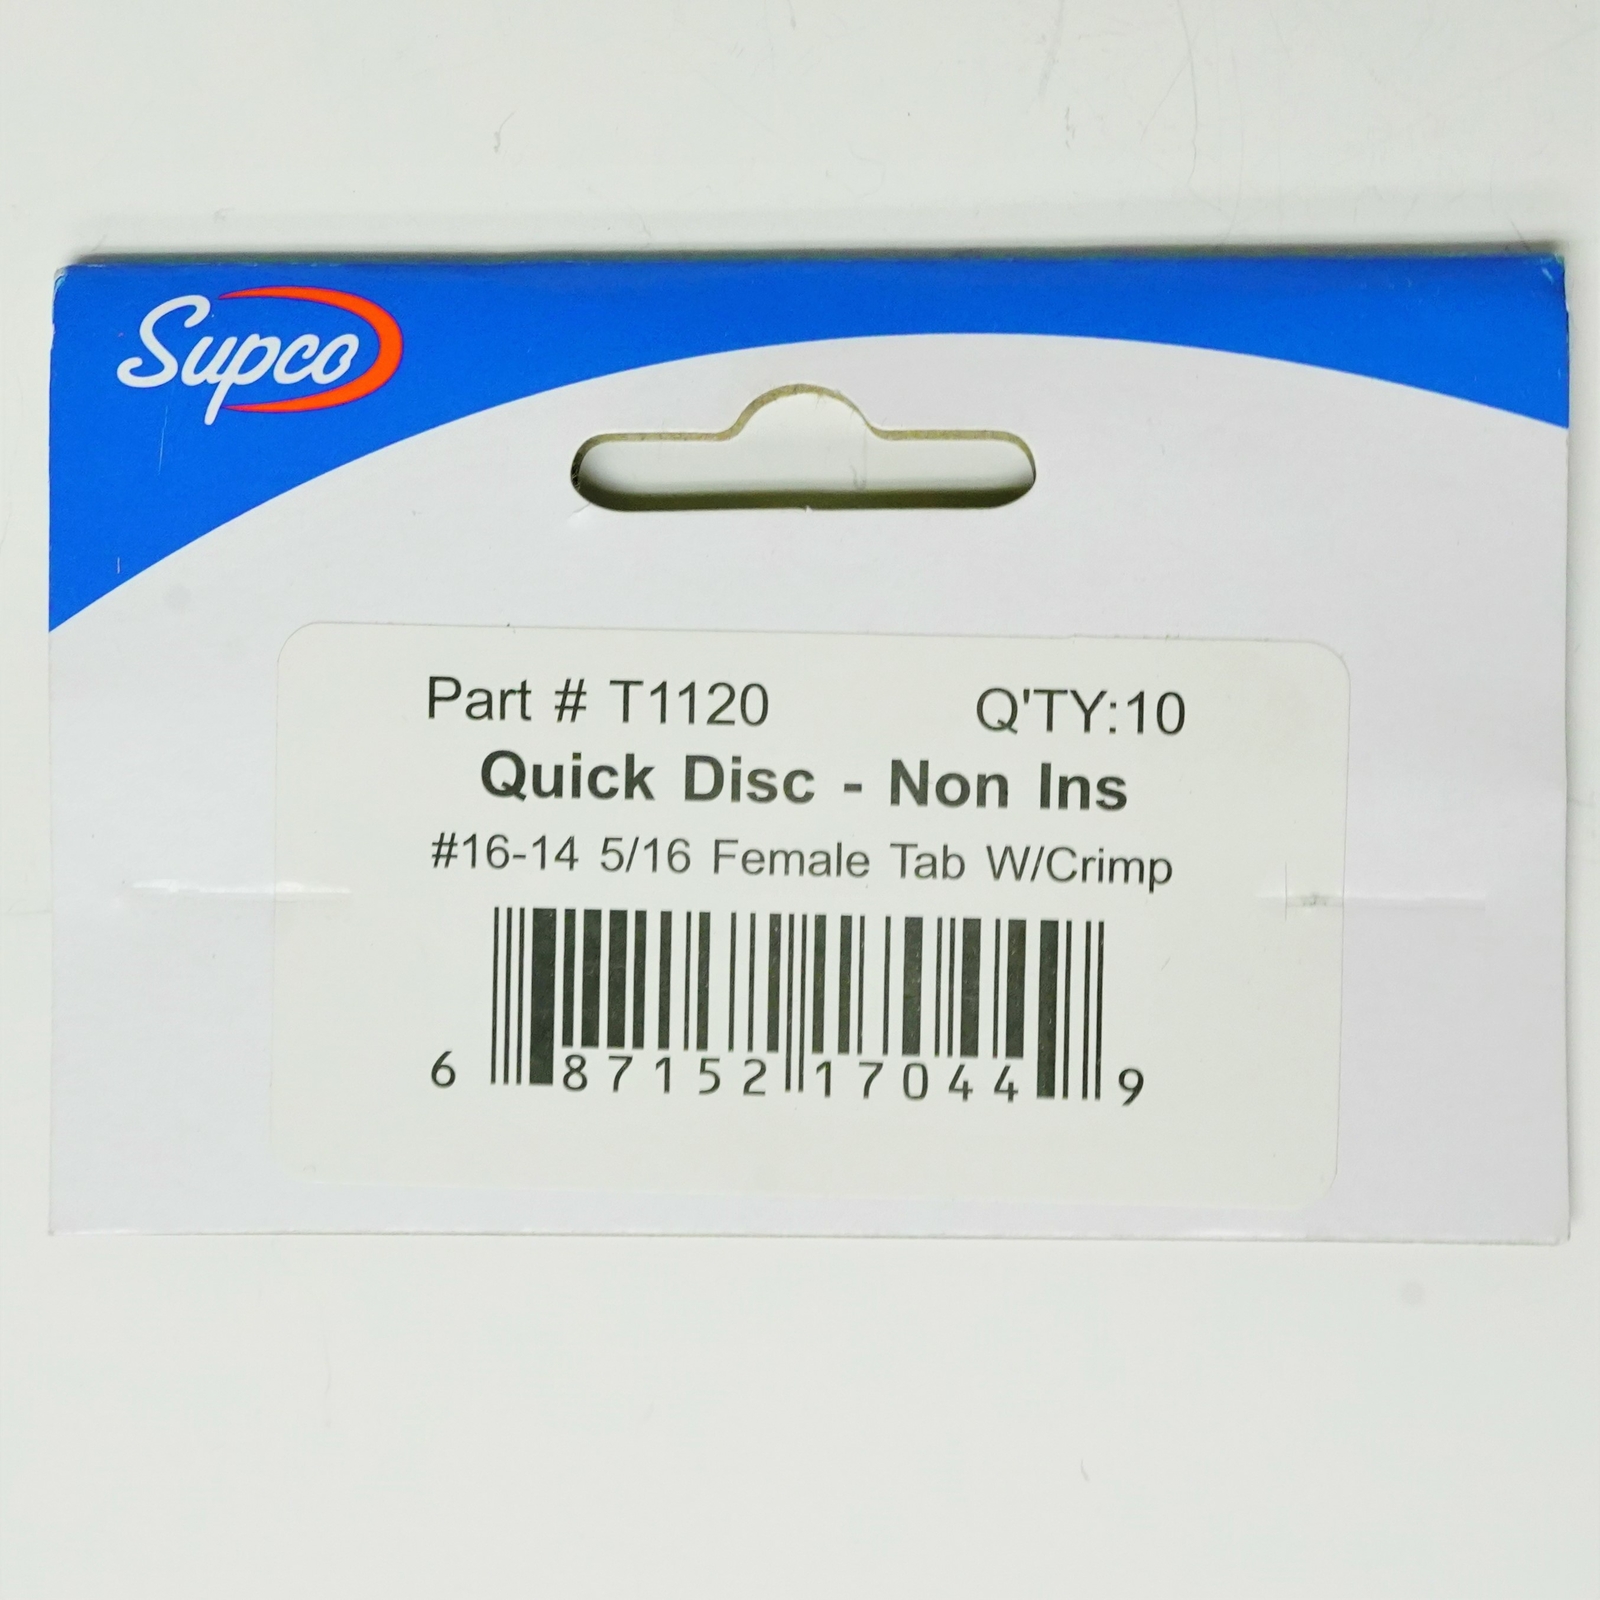 Supco
Part # T1120 Q'TY:10
Quick Disc - Non Ins
#16-14 5/16 Female Tab W/Crimp
6 87152 17044 9